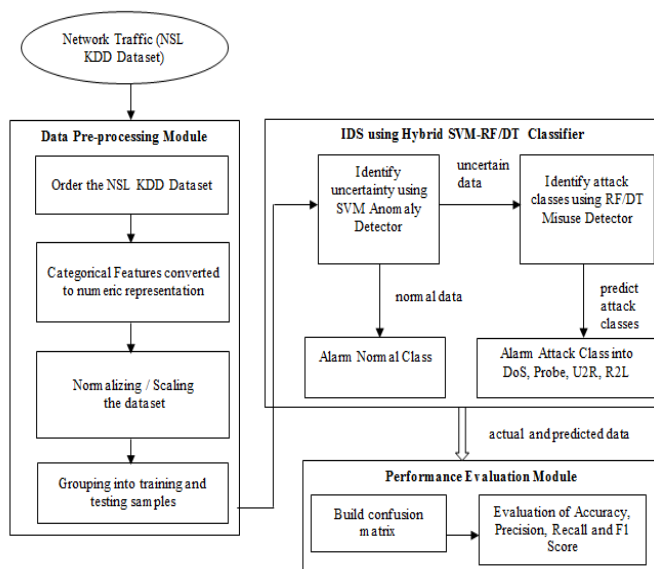 Network Traffic (NSL
KDD Dataset)
Data Pre-processing Module
Order the NSL KDD Dataset
Categorical Features converted
to numeric representation
Normalizing / Scaling
the dataset
Grouping into training and
testing samples
IDS using Hybrid SVM-RF/DT Classifier
Identify
uncertainty using
SVM Anomaly
Detector
uncertain
data
Identify attack
classes using RF/DT
Misuse Detector
normal data
predict
attack
classes
Alarm Normal Class
Alarm Attack Class into
DoS, Probe, U2R, R2L
actual and predicted data
Performance Evaluation Module
Build confusion
matrix
Evaluation of Accuracy,
Precision, Recall and F1
Score